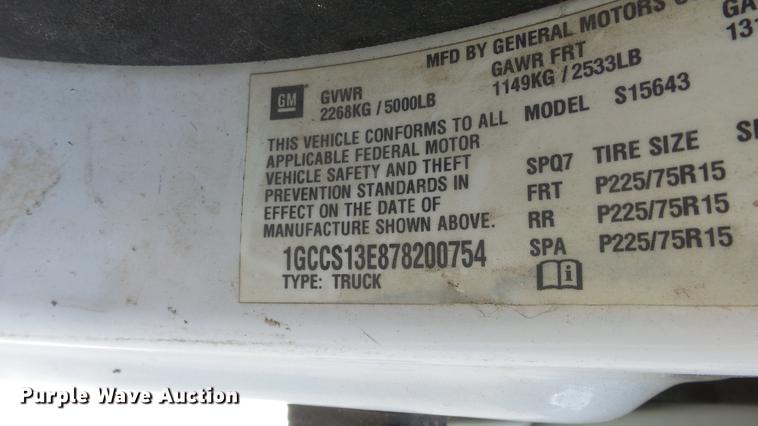 MFD BY GENERAL MOTORS
GVWR
2268KG / 5000LB
GAWR FRT
1149KG / 2533LB
GM
THIS VEHICLE CONFORMS TO ALL
APPLICABLE FEDERAL MOTOR
VEHICLE SAFETY AND THEFT
PREVENTION STANDARDS IN
EFFECT ON THE DATE OF
MANUFACTURE SHOWN ABOVE.
1GCCS13E878200754
TYPE: TRUCK
MODEL S15643
SPQ7 TIRE SIZE
FRT P225/75R15
RR P225/75R15
SPA P225/75R15
i
Purple Wave Auction